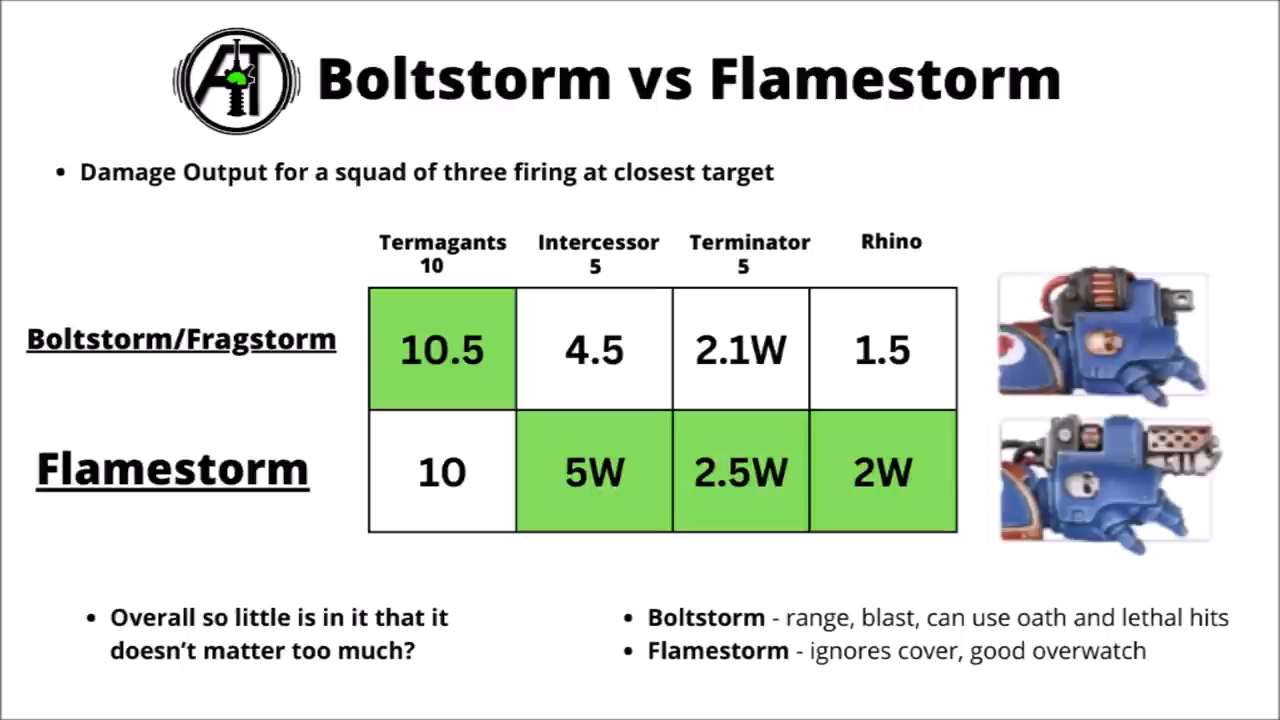 AT
Boltstorm vs Flamestorm
• Damage Output for a squad of three firing at closest target
Termagants Intercessor Terminator Rhino
10 5 5
Boltstorm/Fragstorm 10.5 4.5 2.1W 1.5
Flamestorm 10 5W 2.5W 2W
• Overall so little is in it that it
doesn't matter too much?
• Boltstorm - range, blast, can use oath and lethal hits
• Flamestorm - ignores cover, good overwatch